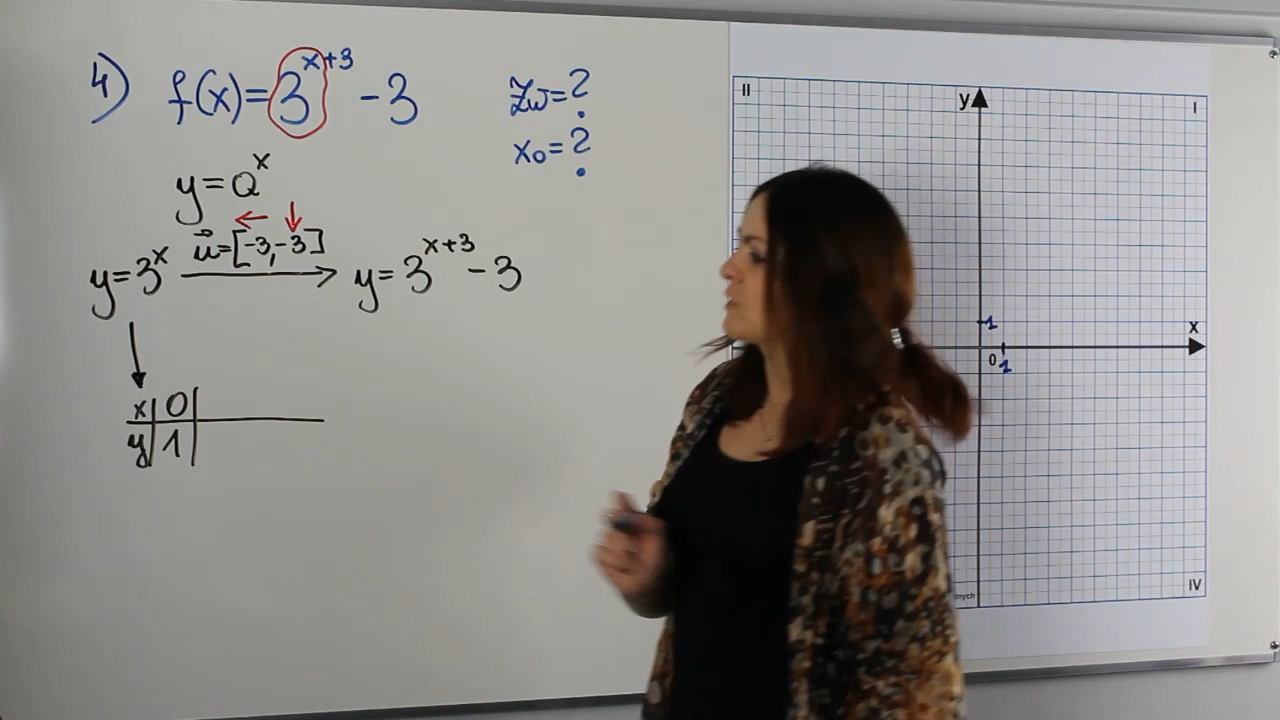 4) f(x)=3^{x+3} -3
Zw=?
x₀=?
y=a^x
y=3^x u⃗=[-3,-3] y=3^{x+3} -3
x|0|
y|1|
II
y
I
1
x
0
1
IV